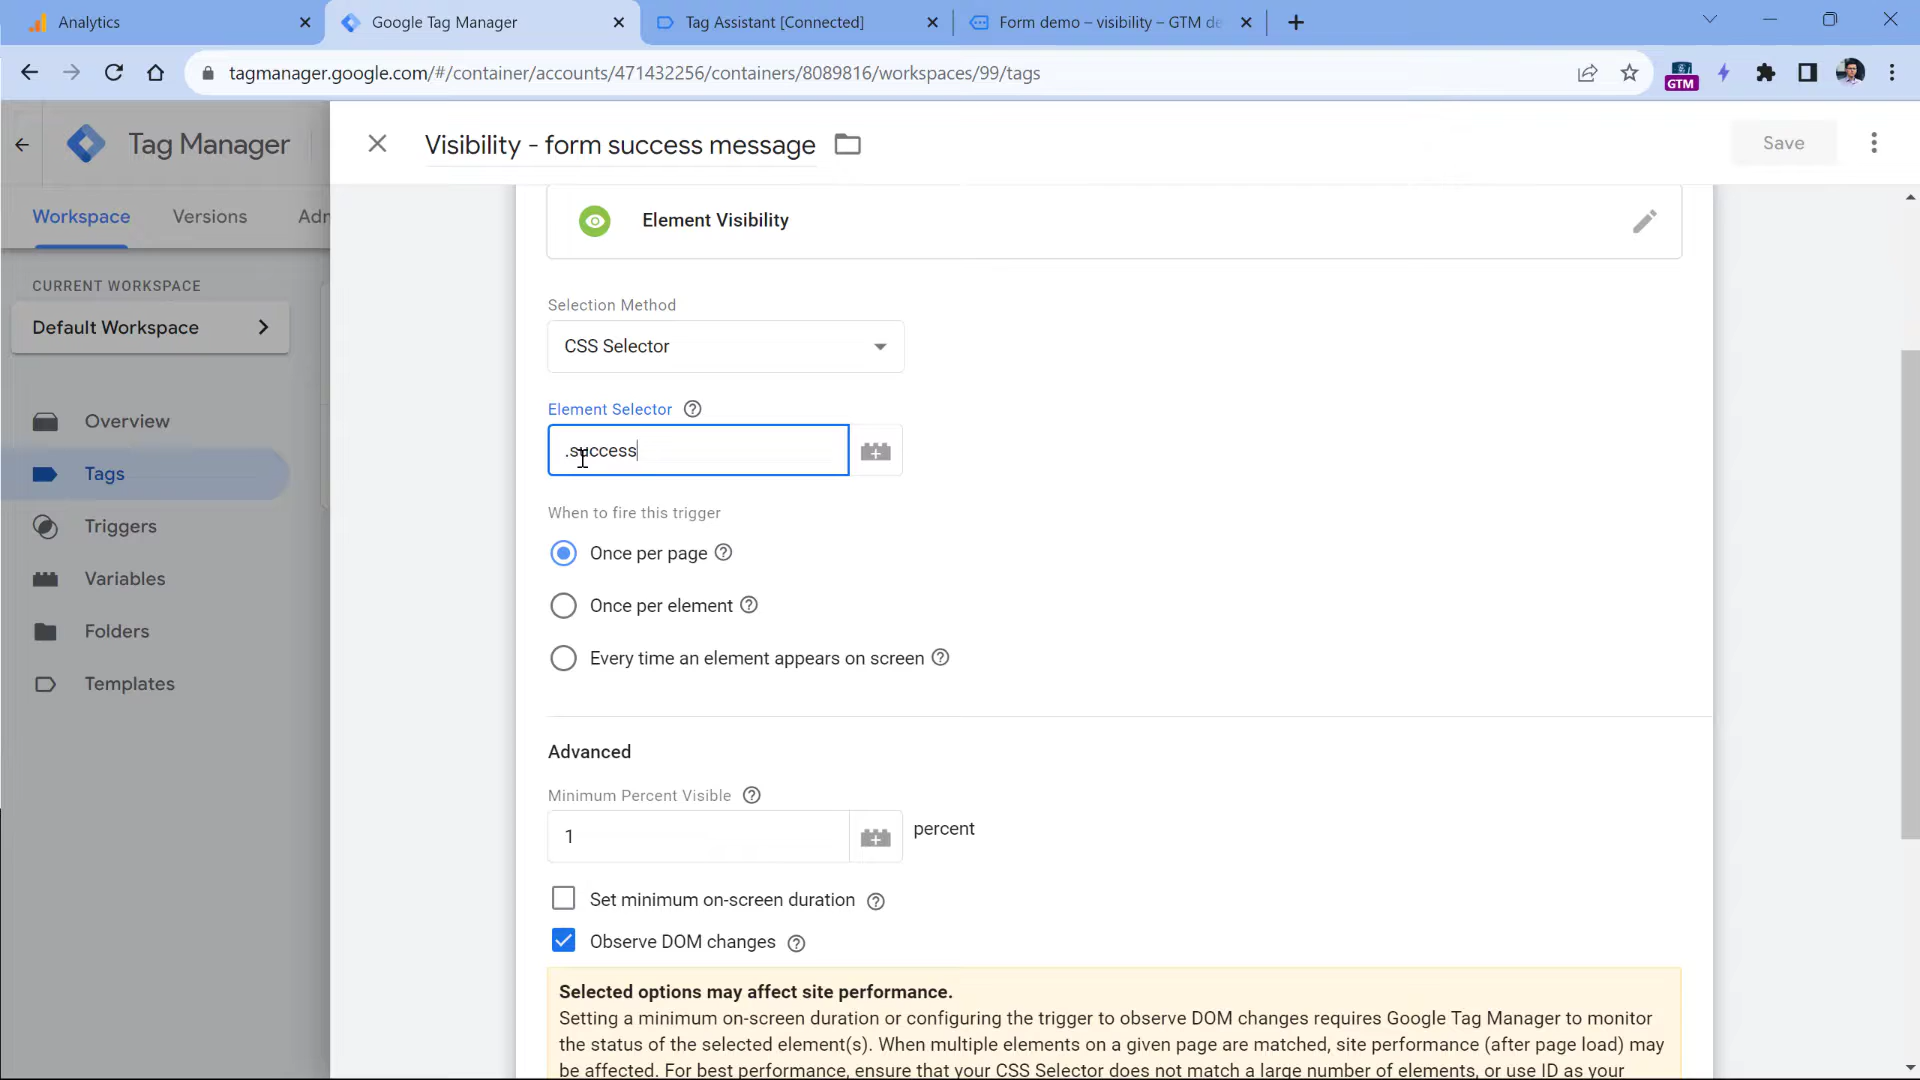 Analytics
Google Tag Manager
Tag Assistant [Connected]
Form demo – visibility – GTM de
tagmanager.google.com/#/container/accounts/471432256/containers/8089816/workspaces/99/tags
GTM
Tag Manager
Visibility - form success message
Save
Workspace
Versions
Adr
Element Visibility
CURRENT WORKSPACE
Default Workspace
Selection Method
CSS Selector
Overview
Element Selector
.success
Tags
When to fire this trigger
Triggers
Once per page
Variables
Once per element
Folders
Every time an element appears on screen
Templates
Advanced
Minimum Percent Visible
1
percent
Set minimum on-screen duration
Observe DOM changes
Selected options may affect site performance.
Setting a minimum on-screen duration or configuring the trigger to observe DOM changes requires Google Tag Manager to monitor
the status of the selected element(s). When multiple elements on a given page are matched, site performance (after page load) may
be affected. For best performance, ensure that your CSS Selector does not match a large number of elements, or use ID as your